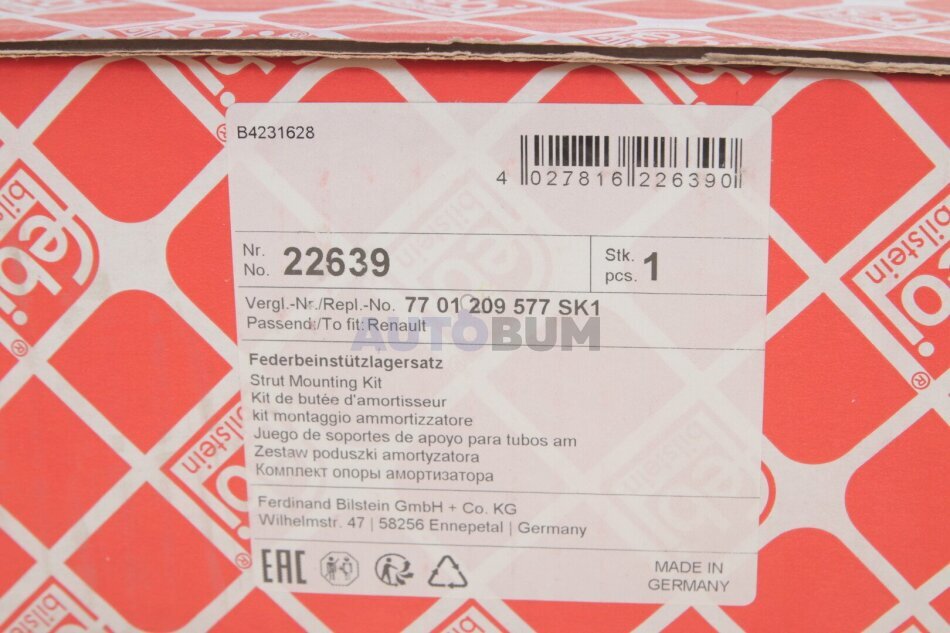 B4231628
4 027816 226390
Nr.
No. 22639
Stk.
pcs. 1
Vergl.-Nr./Repl.-No. 77 01 209 577 SK1
Passend:/To fit: Renault
AUTOBUM
Federbeinstützlagersatz
Strut Mounting Kit
Kit de butée d'amortisseur
kit montaggio ammortizzatore
Juego de soportes de apoyo para tubos am
Zestaw poduszki amortyzatora
Комплект опоры амортизатора
Ferdinand Bilstein GmbH + Co. KG
Wilhelmstr. 47 | 58256 Ennepetal | Germany
EAC
MADE IN
GERMANY
febi
bilstein
febi
bilstein
bilstein